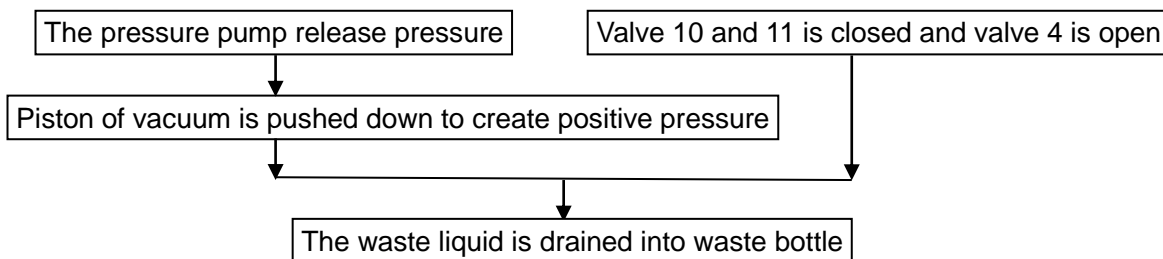 The pressure pump release pressure
Valve 10 and 11 is closed and valve 4 is open
Piston of vacuum is pushed down to create positive pressure
The waste liquid is drained into waste bottle